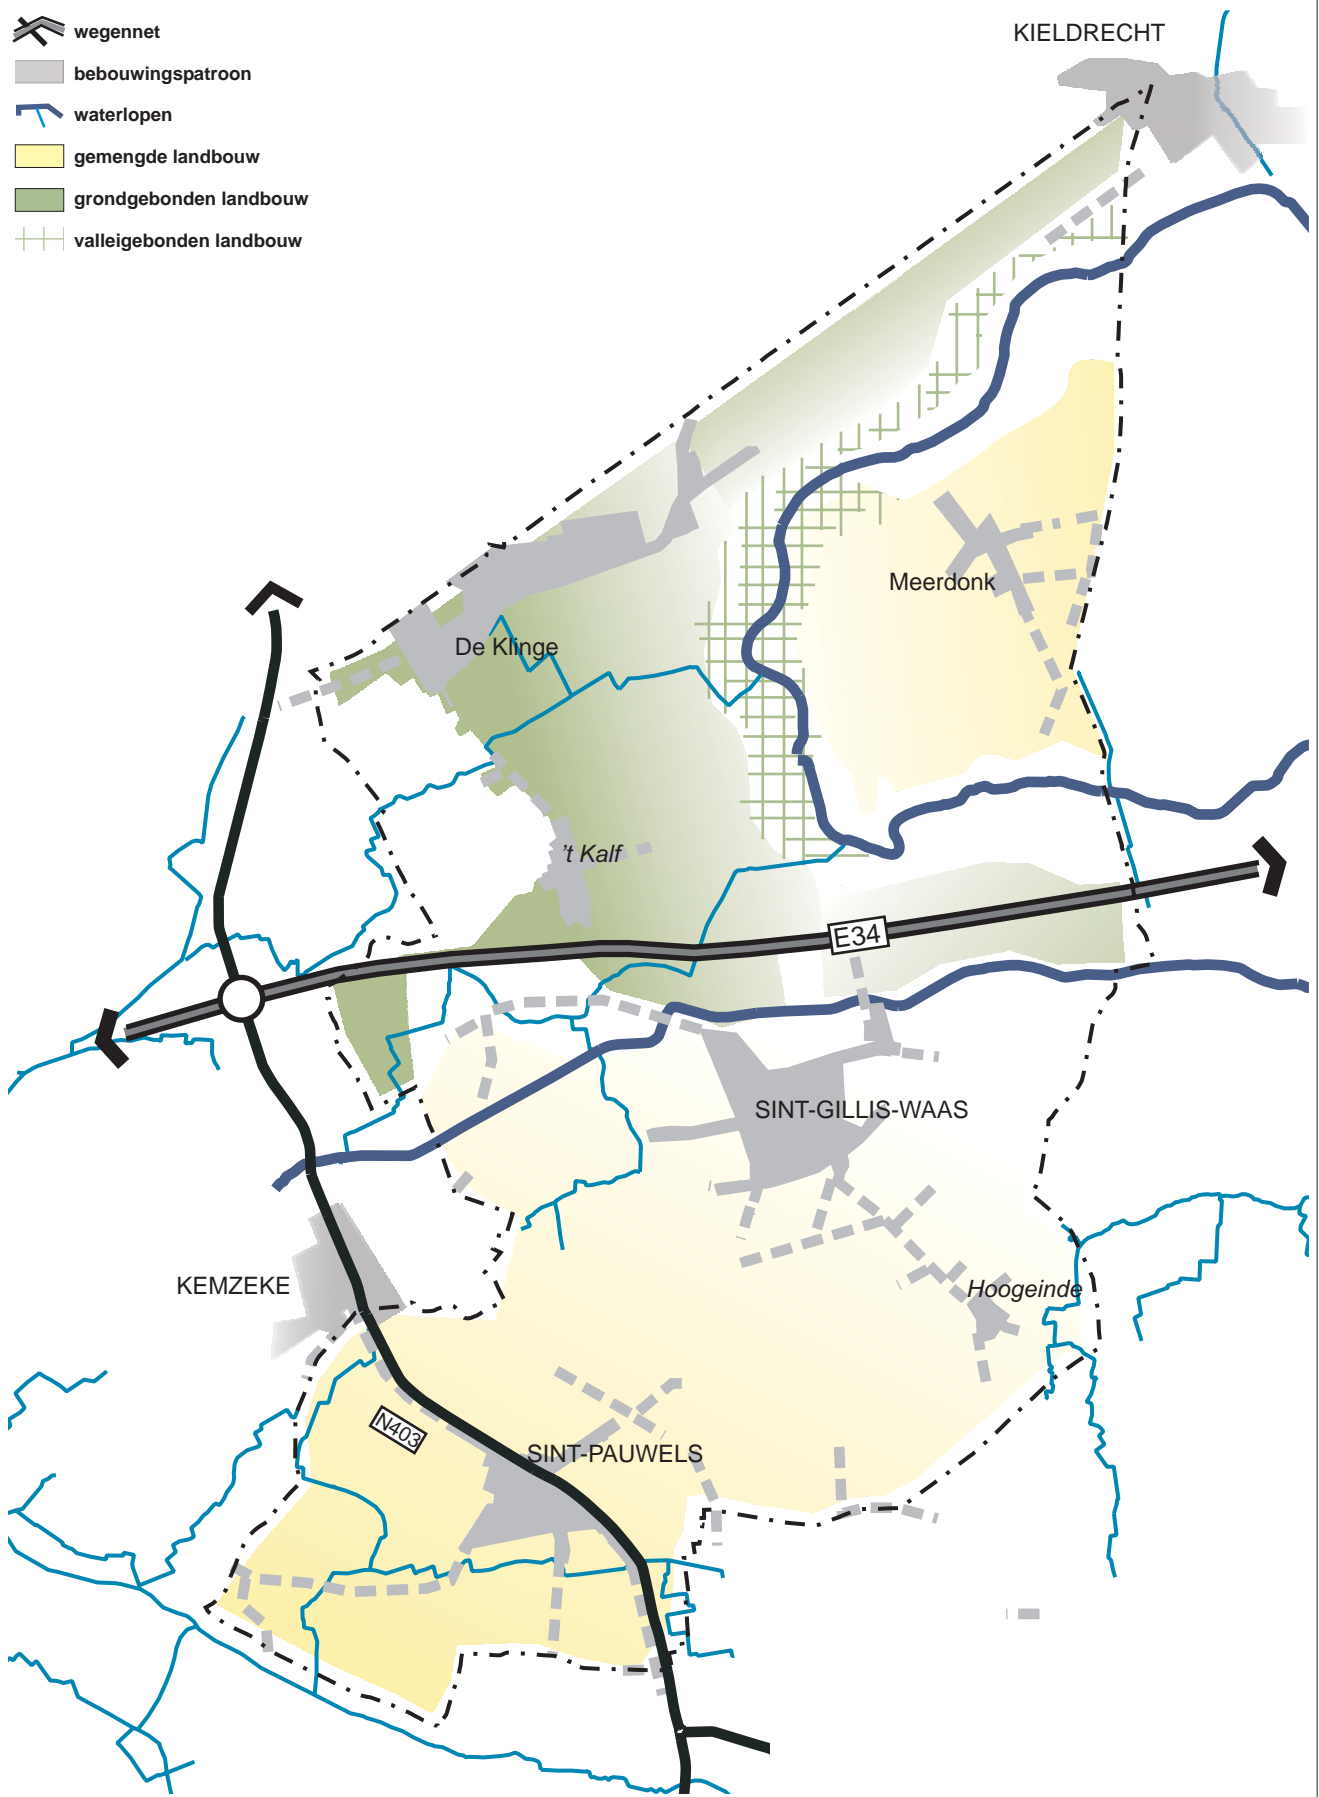 wegennet
bebouwingspatroon
waterlopen
gemengde landbouw
grondgebonden landbouw
valleigebonden landbouw
KIELDRECHT
Meerdonk
De Klinge
't Kalf
E34
SINT-GILLIS-WAAS
KEMZEKE
Hoogeinde
N403
SINT-PAUWELS